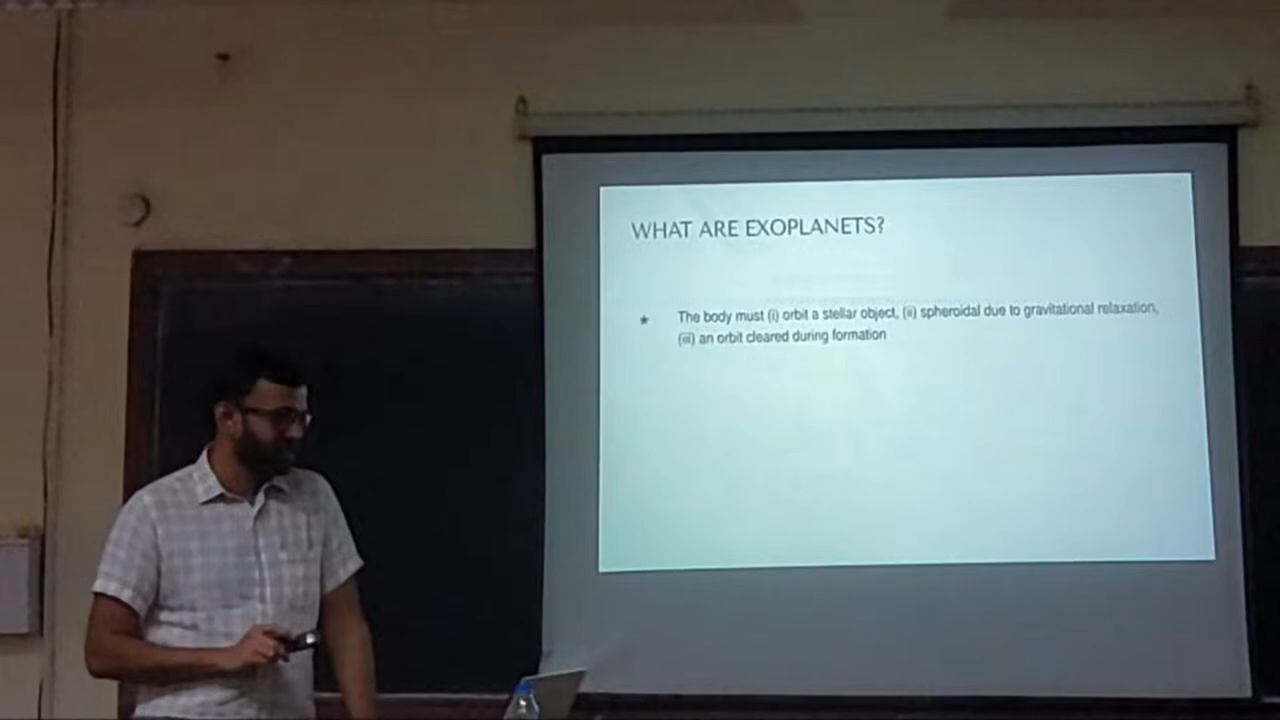 WHAT ARE EXOPLANETS?
The body must (i) orbit a stellar object, (ii) spheroidal due to gravitational relaxation,
(iii) an orbit cleared during formation